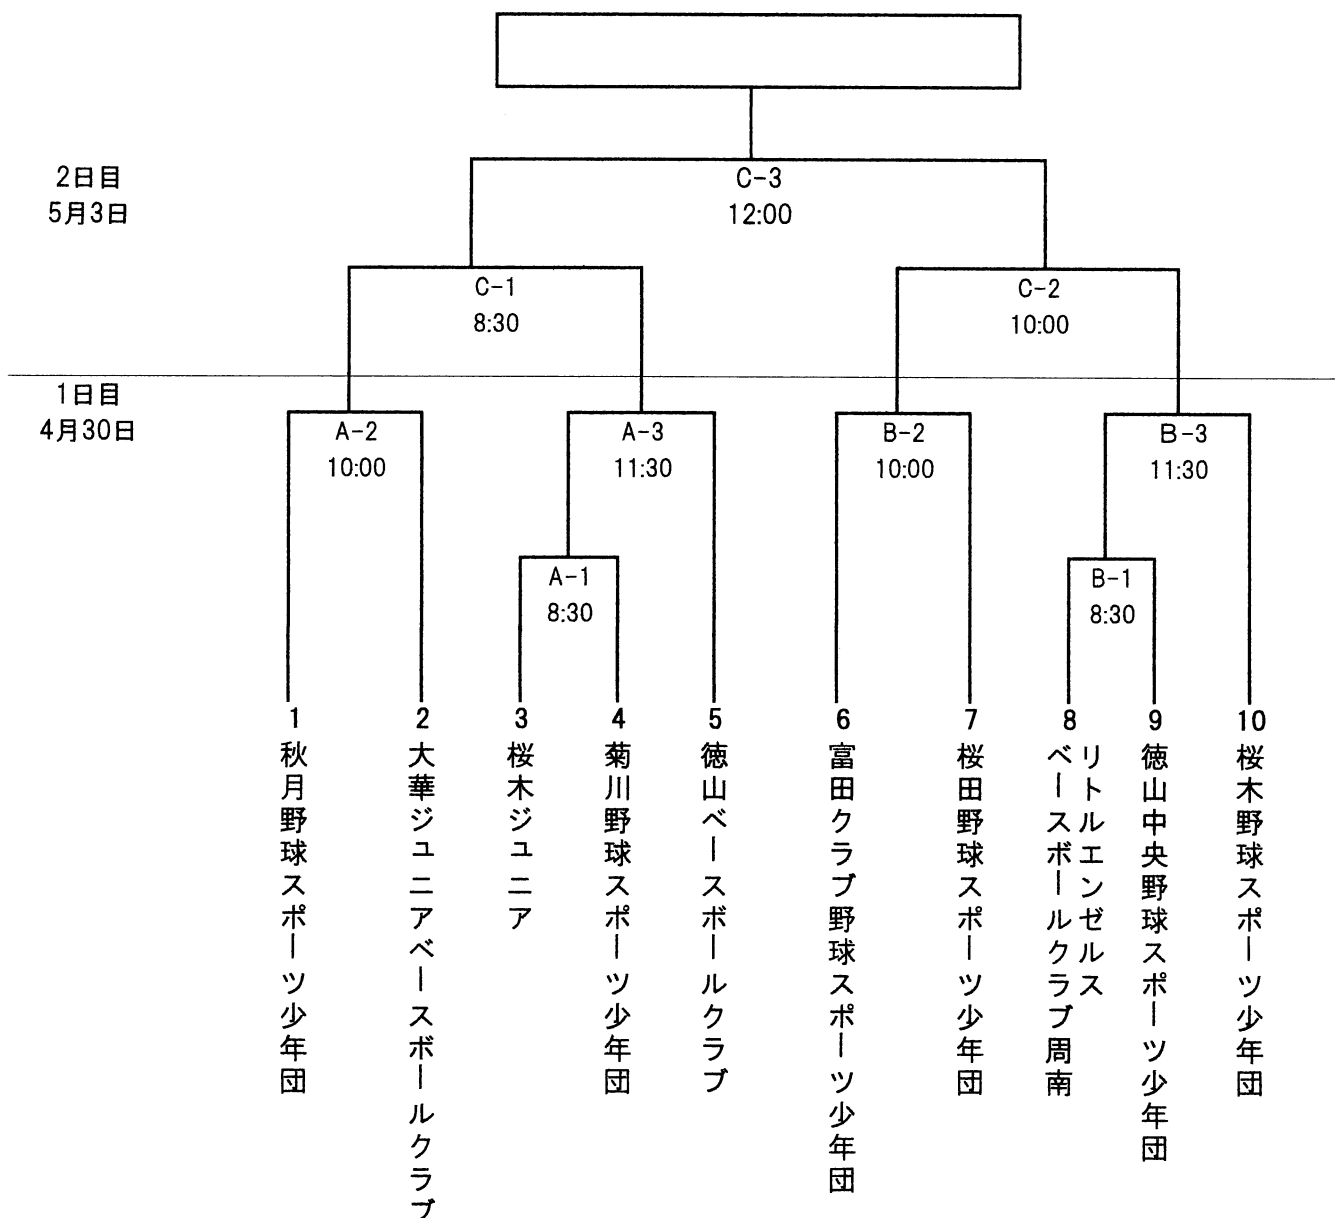 2日目
5月3日
C-3
12:00
C-1
8:30
C-2
10:00
1日目
4月30日
A-2
10:00
A-3
11:30
B-2
10:00
B-3
11:30
A-1
8:30
B-1
8:30
1
秋月野球スポーツ少年団
2
大華ジュニアベースボールクラブ
3
桜木ジュニア
4
菊川野球スポーツ少年団
5
徳山ベースボールクラブ
6
富田クラブ野球スポーツ少年団
7
桜田野球スポーツ少年団
8
リトルエンゼルス
ベースボールクラブ周南
9
徳山中央野球スポーツ少年団
10
桜木野球スポーツ少年団